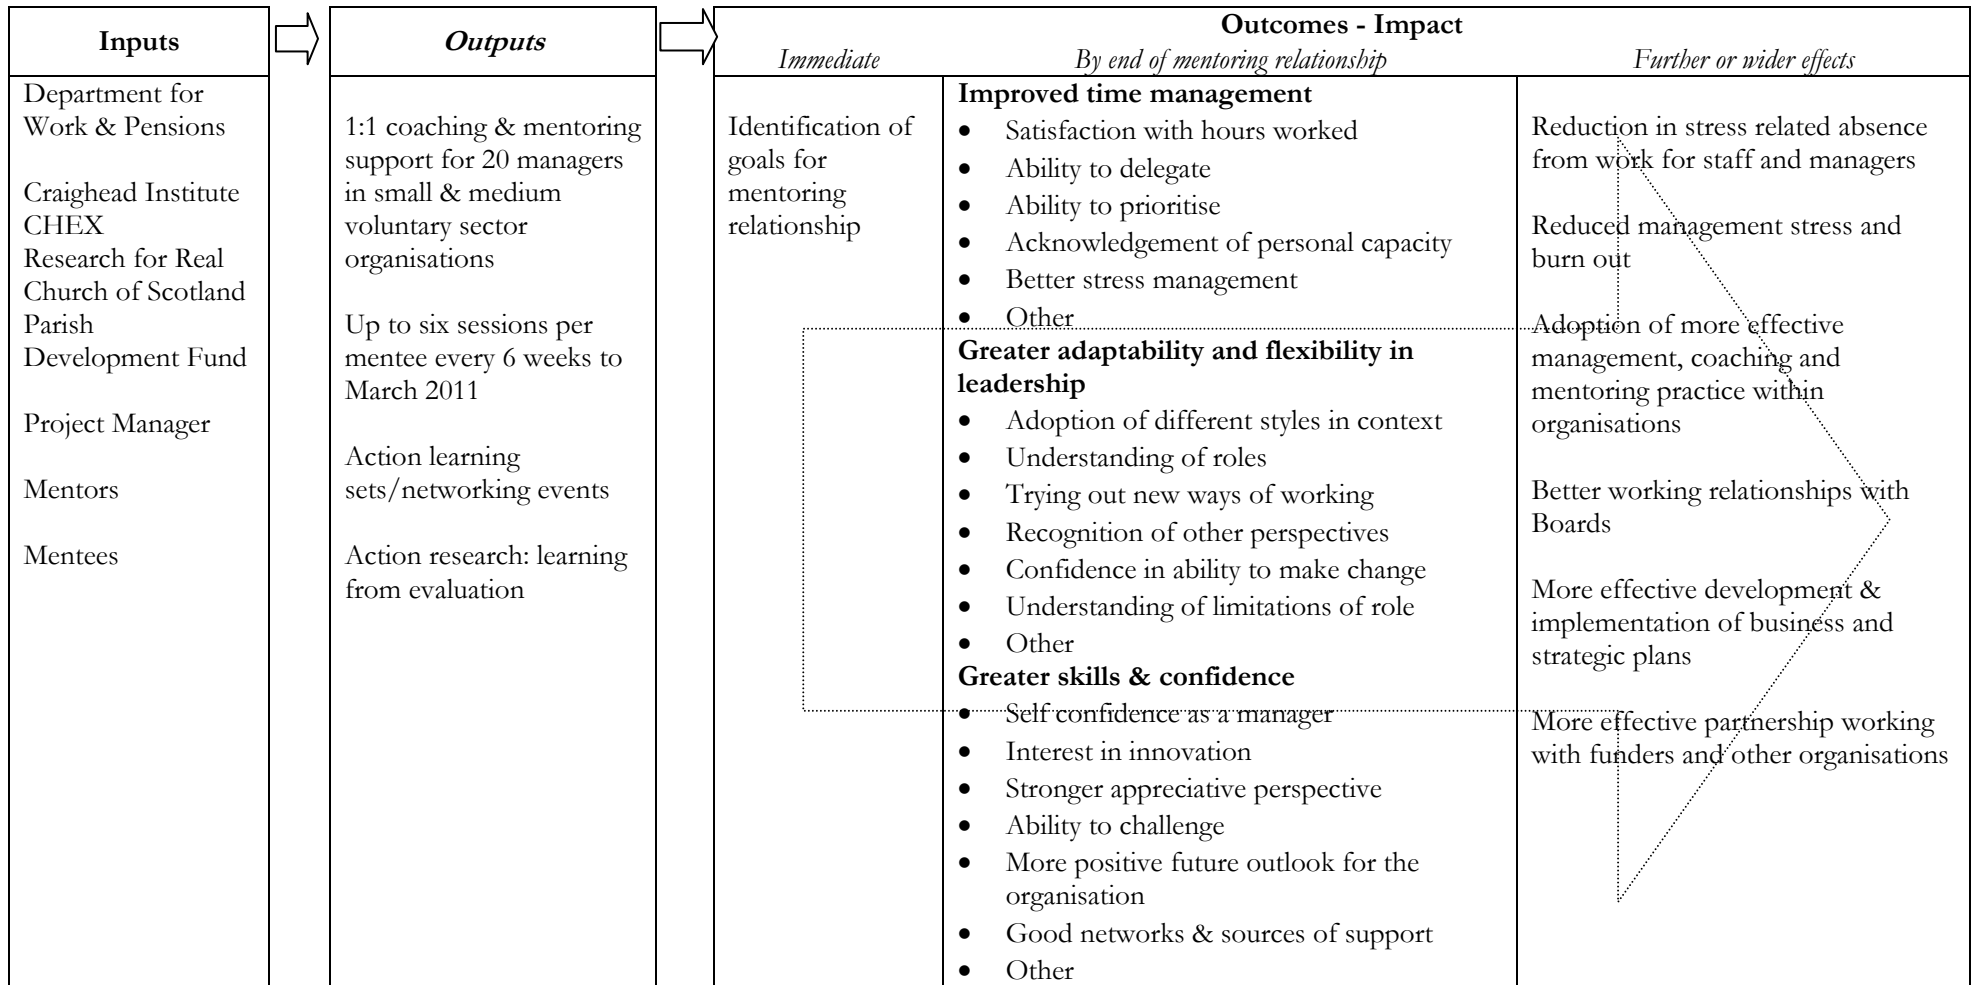 Inputs
Department for
Work & Pensions
Craighead Institute
CHEX
Research for Real
Church of Scotland
Parish
Development Fund
Project Manager
Mentors
Mentees
Outputs
1:1 coaching & mentoring
support for 20 managers
in small & medium
voluntary sector
organisations
Up to six sessions per
mentee every 6 weeks to
March 2011
Action learning
sets/networking events
Action research: learning
from evaluation
Outcomes - Impact
Immediate
Identification of
goals for
mentoring
relationship
By end of mentoring relationship
Improved time management
• Satisfaction with hours worked
• Ability to delegate
• Ability to prioritise
• Acknowledgement of personal capacity
• Better stress management
• Other
Greater adaptability and flexibility in
leadership
• Adoption of different styles in context
• Understanding of roles
• Trying out new ways of working
• Recognition of other perspectives
• Confidence in ability to make change
• Understanding of limitations of role
• Other
Greater skills & confidence
• Self confidence as a manager
• Interest in innovation
• Stronger appreciative perspective
• Ability to challenge
• More positive future outlook for the
organisation
• Good networks & sources of support
• Other
Further or wider effects
Reduction in stress related absence
from work for staff and managers
Reduced management stress and
burn out
Adoption of more effective
management, coaching and
mentoring practice within
organisations
Better working relationships with
Boards
More effective development &
implementation of business and
strategic plans
More effective partnership working
with funders and other organisations